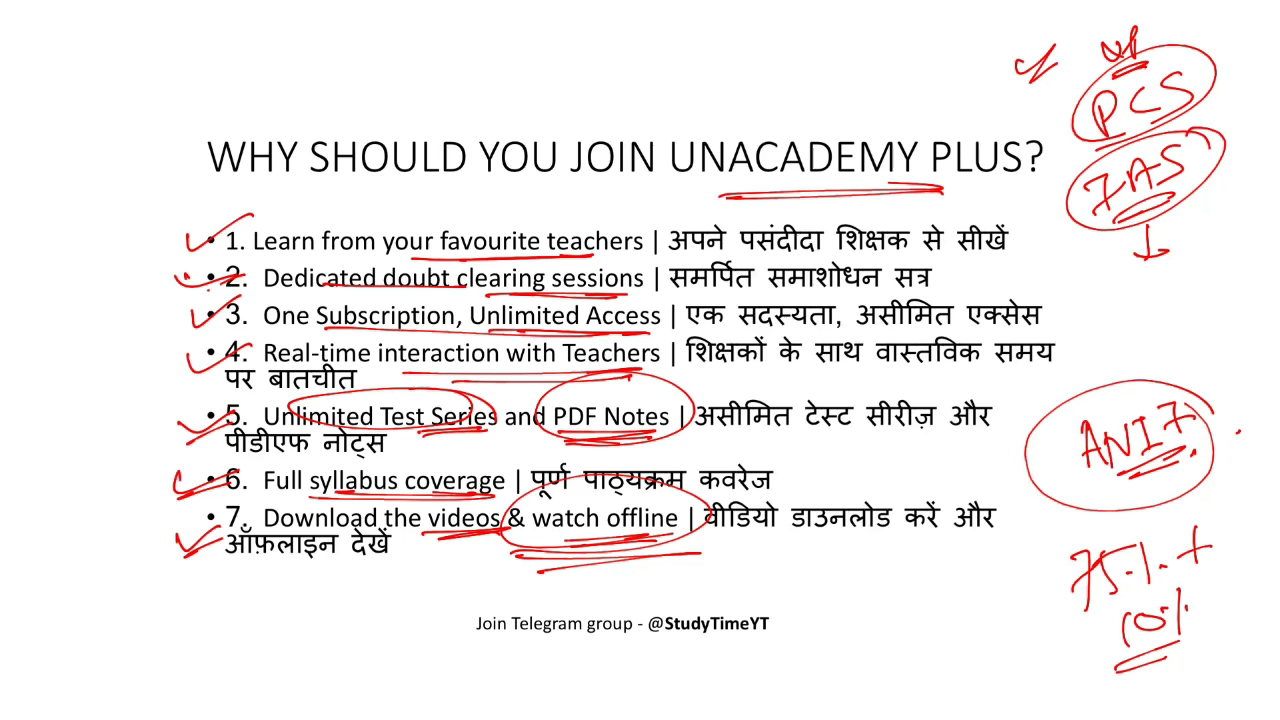 UP
PCS
IAS
WHY SHOULD YOU JOIN UNACADEMY PLUS?
• 1. Learn from your favourite teachers | अपने पसंदीदा शिक्षक से सीखें
• 2. Dedicated doubt clearing sessions | समर्पित समाशोधन सत्र
• 3. One Subscription, Unlimited Access | एक सदस्यता, असीमित एक्सेस
• 4. Real-time interaction with Teachers | शिक्षकों के साथ वास्तविक समय
पर बातचीत
• 5. Unlimited Test Series and PDF Notes | असीमित टेस्ट सीरीज़ और
पीडीएफ नोट्स
• 6. Full syllabus coverage | पूर्ण पाठ्यक्रम कवरेज
• 7. Download the videos & watch offline | वीडियो डाउनलोड करें और
ऑफ़लाइन देखें
75% +
10%
Join Telegram group - @StudyTimeYT